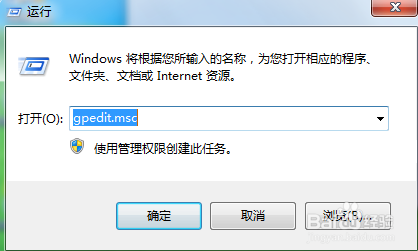 运行
Windows 将根据您所输入的名称，为您打开相应的程序、
文件夹、文档或 Internet 资源。
打开(O): gpedit.msc
使用管理权限创建此任务。
确定 取消 浏览(B)...